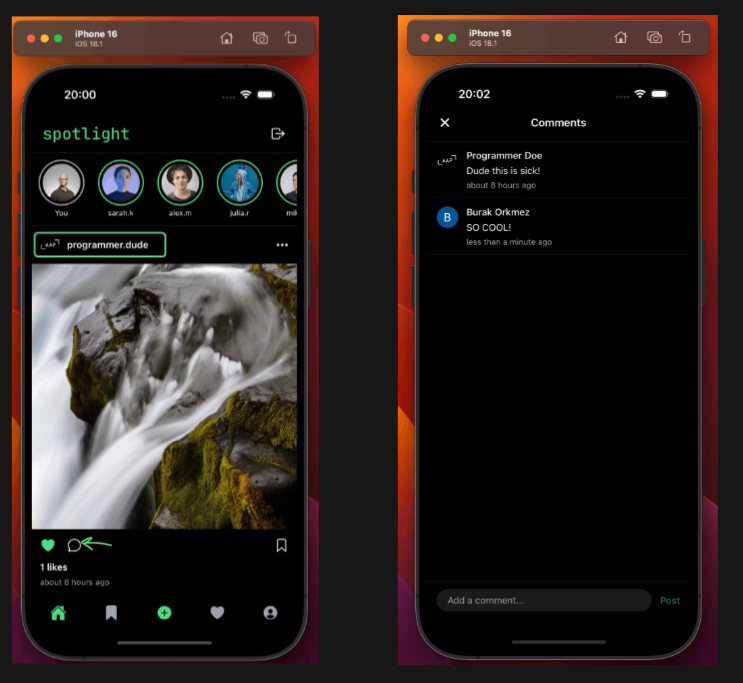 iPhone 16
iOS 18.1
20:00
spotlight
You
sarah.k
alex.m
julia.r
mik
programmer.dude
1 likes
about 8 hours ago
iPhone 16
iOS 18.1
20:02
Comments
Programmer Doe
Dude this is sick!
about 8 hours ago
B
Burak Orkmez
SO COOL!
less than a minute ago
Add a comment...
Post